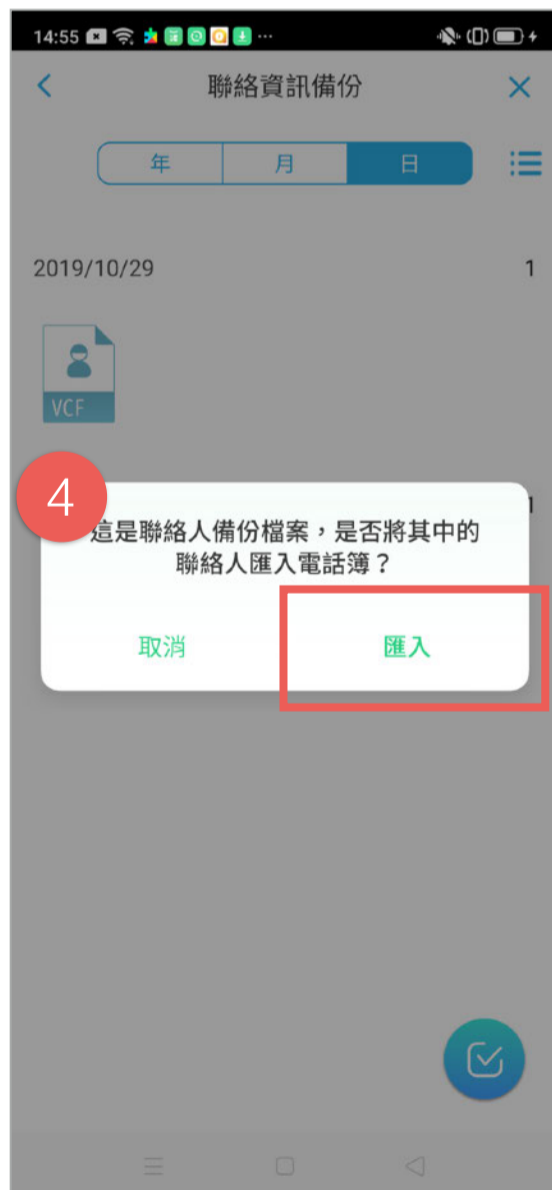 14:55
聯絡資訊備份
年 月 日
2019/10/29 1
VCF
4
1
這是聯絡人備份檔案，是否將其中的
聯絡人匯入電話簿？
取消 匯入